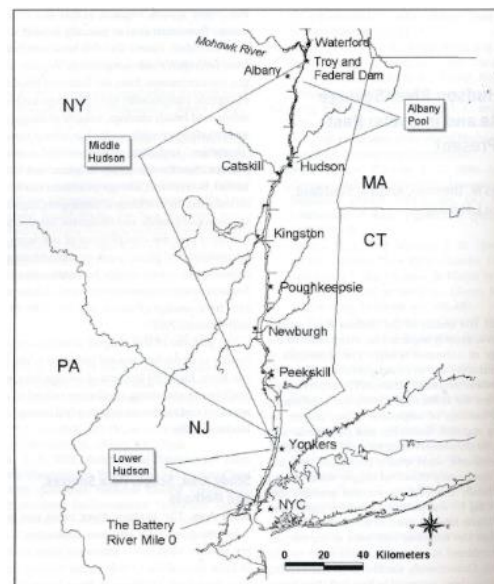 Mohawk River
Waterford
Troy and
Federal Dam
Albany
NY
Albany
Pool
Middle
Hudson
Catskill
Hudson
MA
CT
Kingston
Poughkeepsie
Newburgh
PA
Peekskill
NJ
Yonkers
Lower
Hudson
NYC
The Battery
River Mile 0
0 20 40 Kilometers